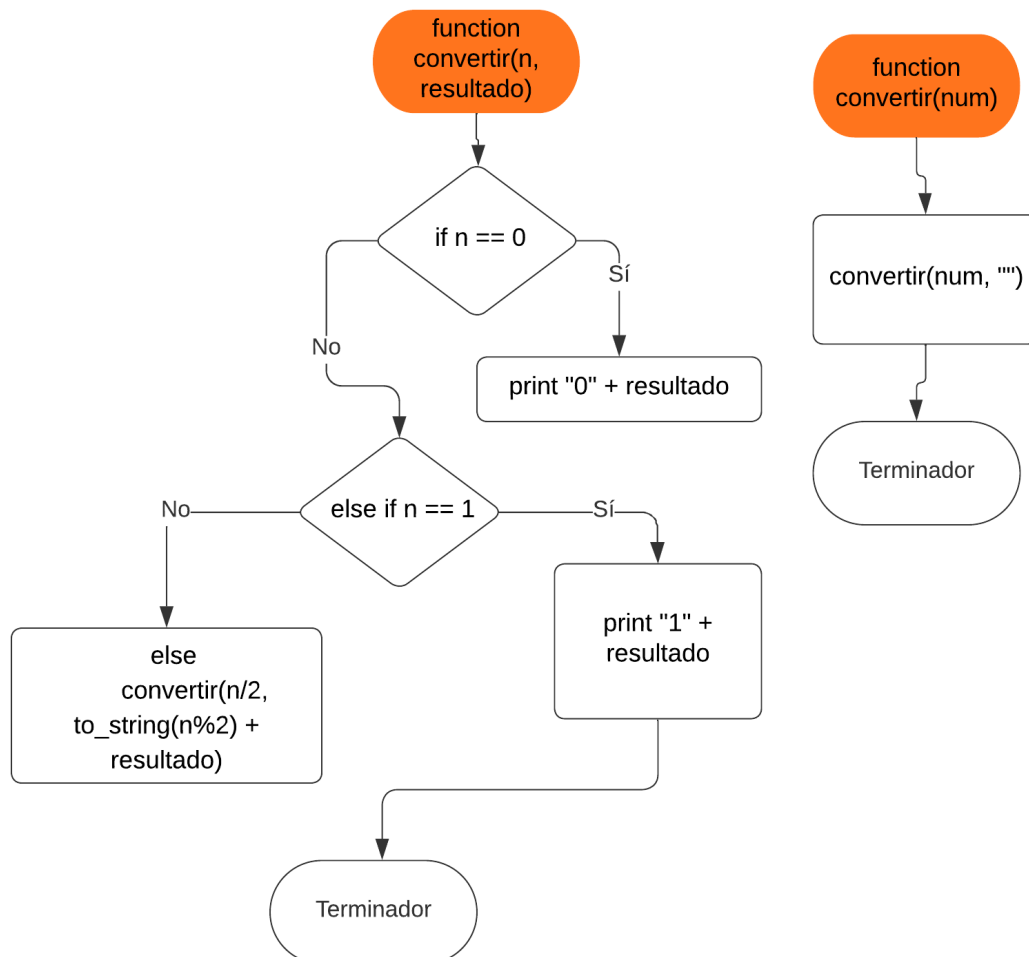 function
convertir(n,
resultado)
if n == 0
Sí
No
print "0" + resultado
else if n == 1
No
Sí
else
convertir(n/2,
to_string(n%2) +
resultado)
print "1" +
resultado
Terminador
function
convertir(num)
convertir(num, "")
Terminador